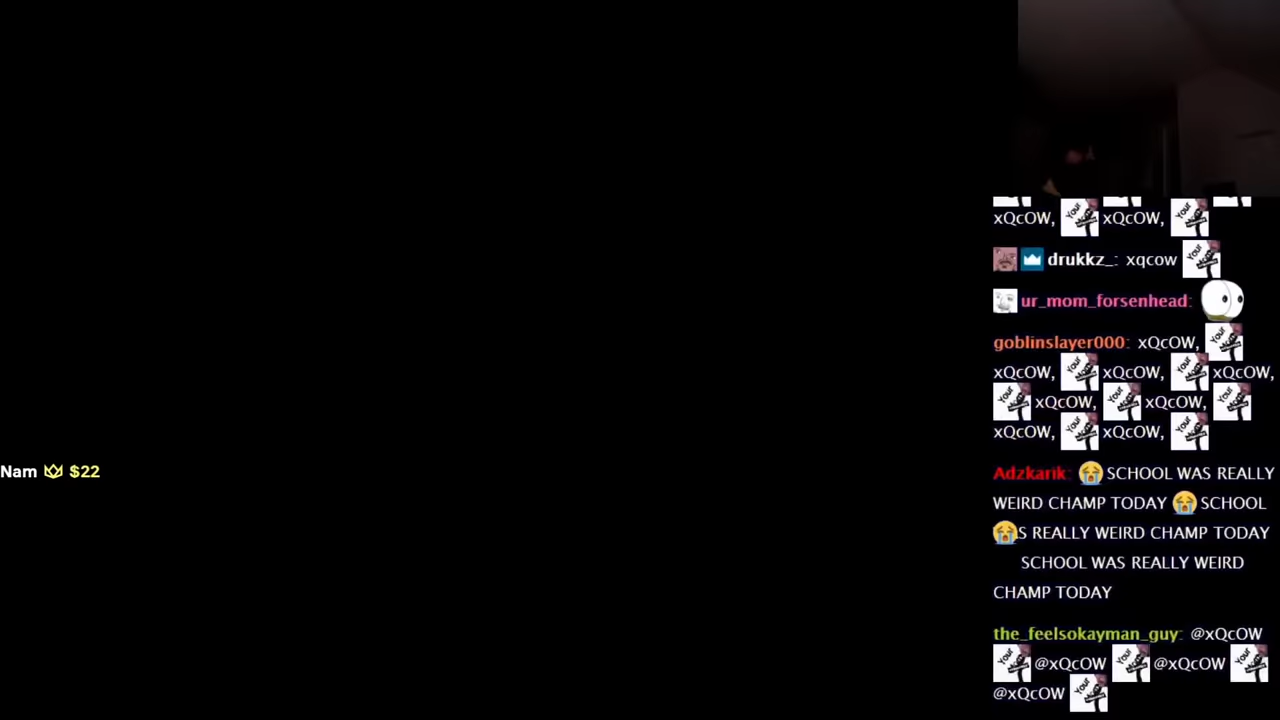 xQcOW, xQcOW,
drukkz_: xqcow
ur_mom_forsenhead:
goblinslayer000: xQcOW,
xQcOW, xQcOW, xQcOW,
xQcOW, xQcOW,
xQcOW, xQcOW,
Nam $22
Adzkarik: SCHOOL WAS REALLY
WEIRD CHAMP TODAY SCHOOL
S REALLY WEIRD CHAMP TODAY
SCHOOL WAS REALLY WEIRD
CHAMP TODAY
the_feelsokayman_guy: @xQcOW
@xQcOW @xQcOW
@xQcOW